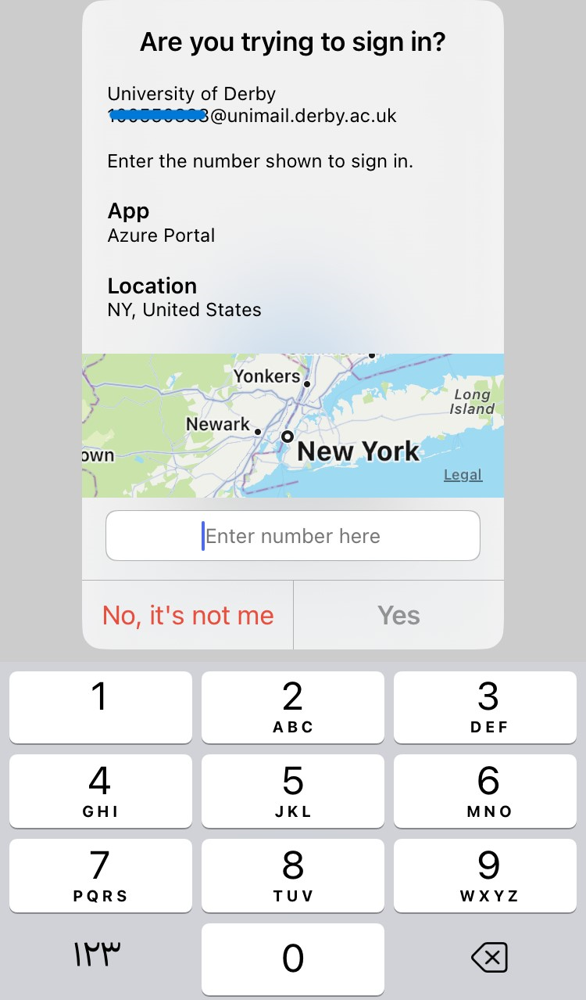 Are you trying to sign in?
University of Derby
@unimail.derby.ac.uk
Enter the number shown to sign in.
App
Azure Portal
Location
NY, United States
Yonkers
Long
Island
Newark
own
New York
Legal
Enter number here
No, it's not me
Yes
1
2
3
ABC
DEF
4
5
6
GHI
JKL
MNO
7
8
9
PQRS
TUV
WXYZ
١٢٣
0